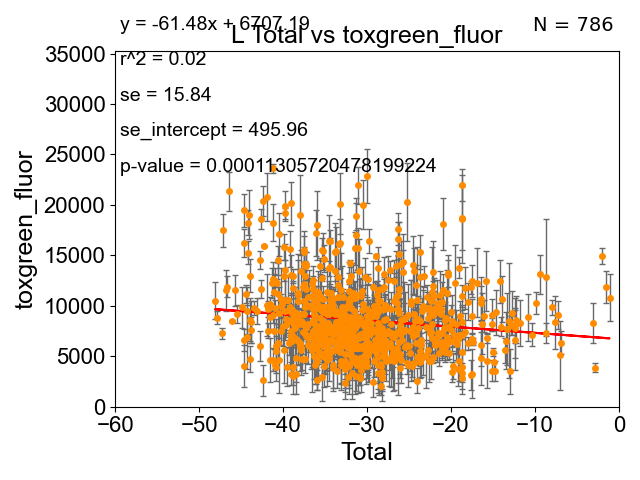 y = -61.48x + 6707.19
N = 786
L Total vs toxgreen_fluor
r^2 = 0.02
se = 15.84
se_intercept = 495.96
p-value = 0.00011305720478199224
35000
30000
25000
20000
15000
10000
5000
0
toxgreen_fluor
−60 −50 −40 −30 −20 −10 0
Total